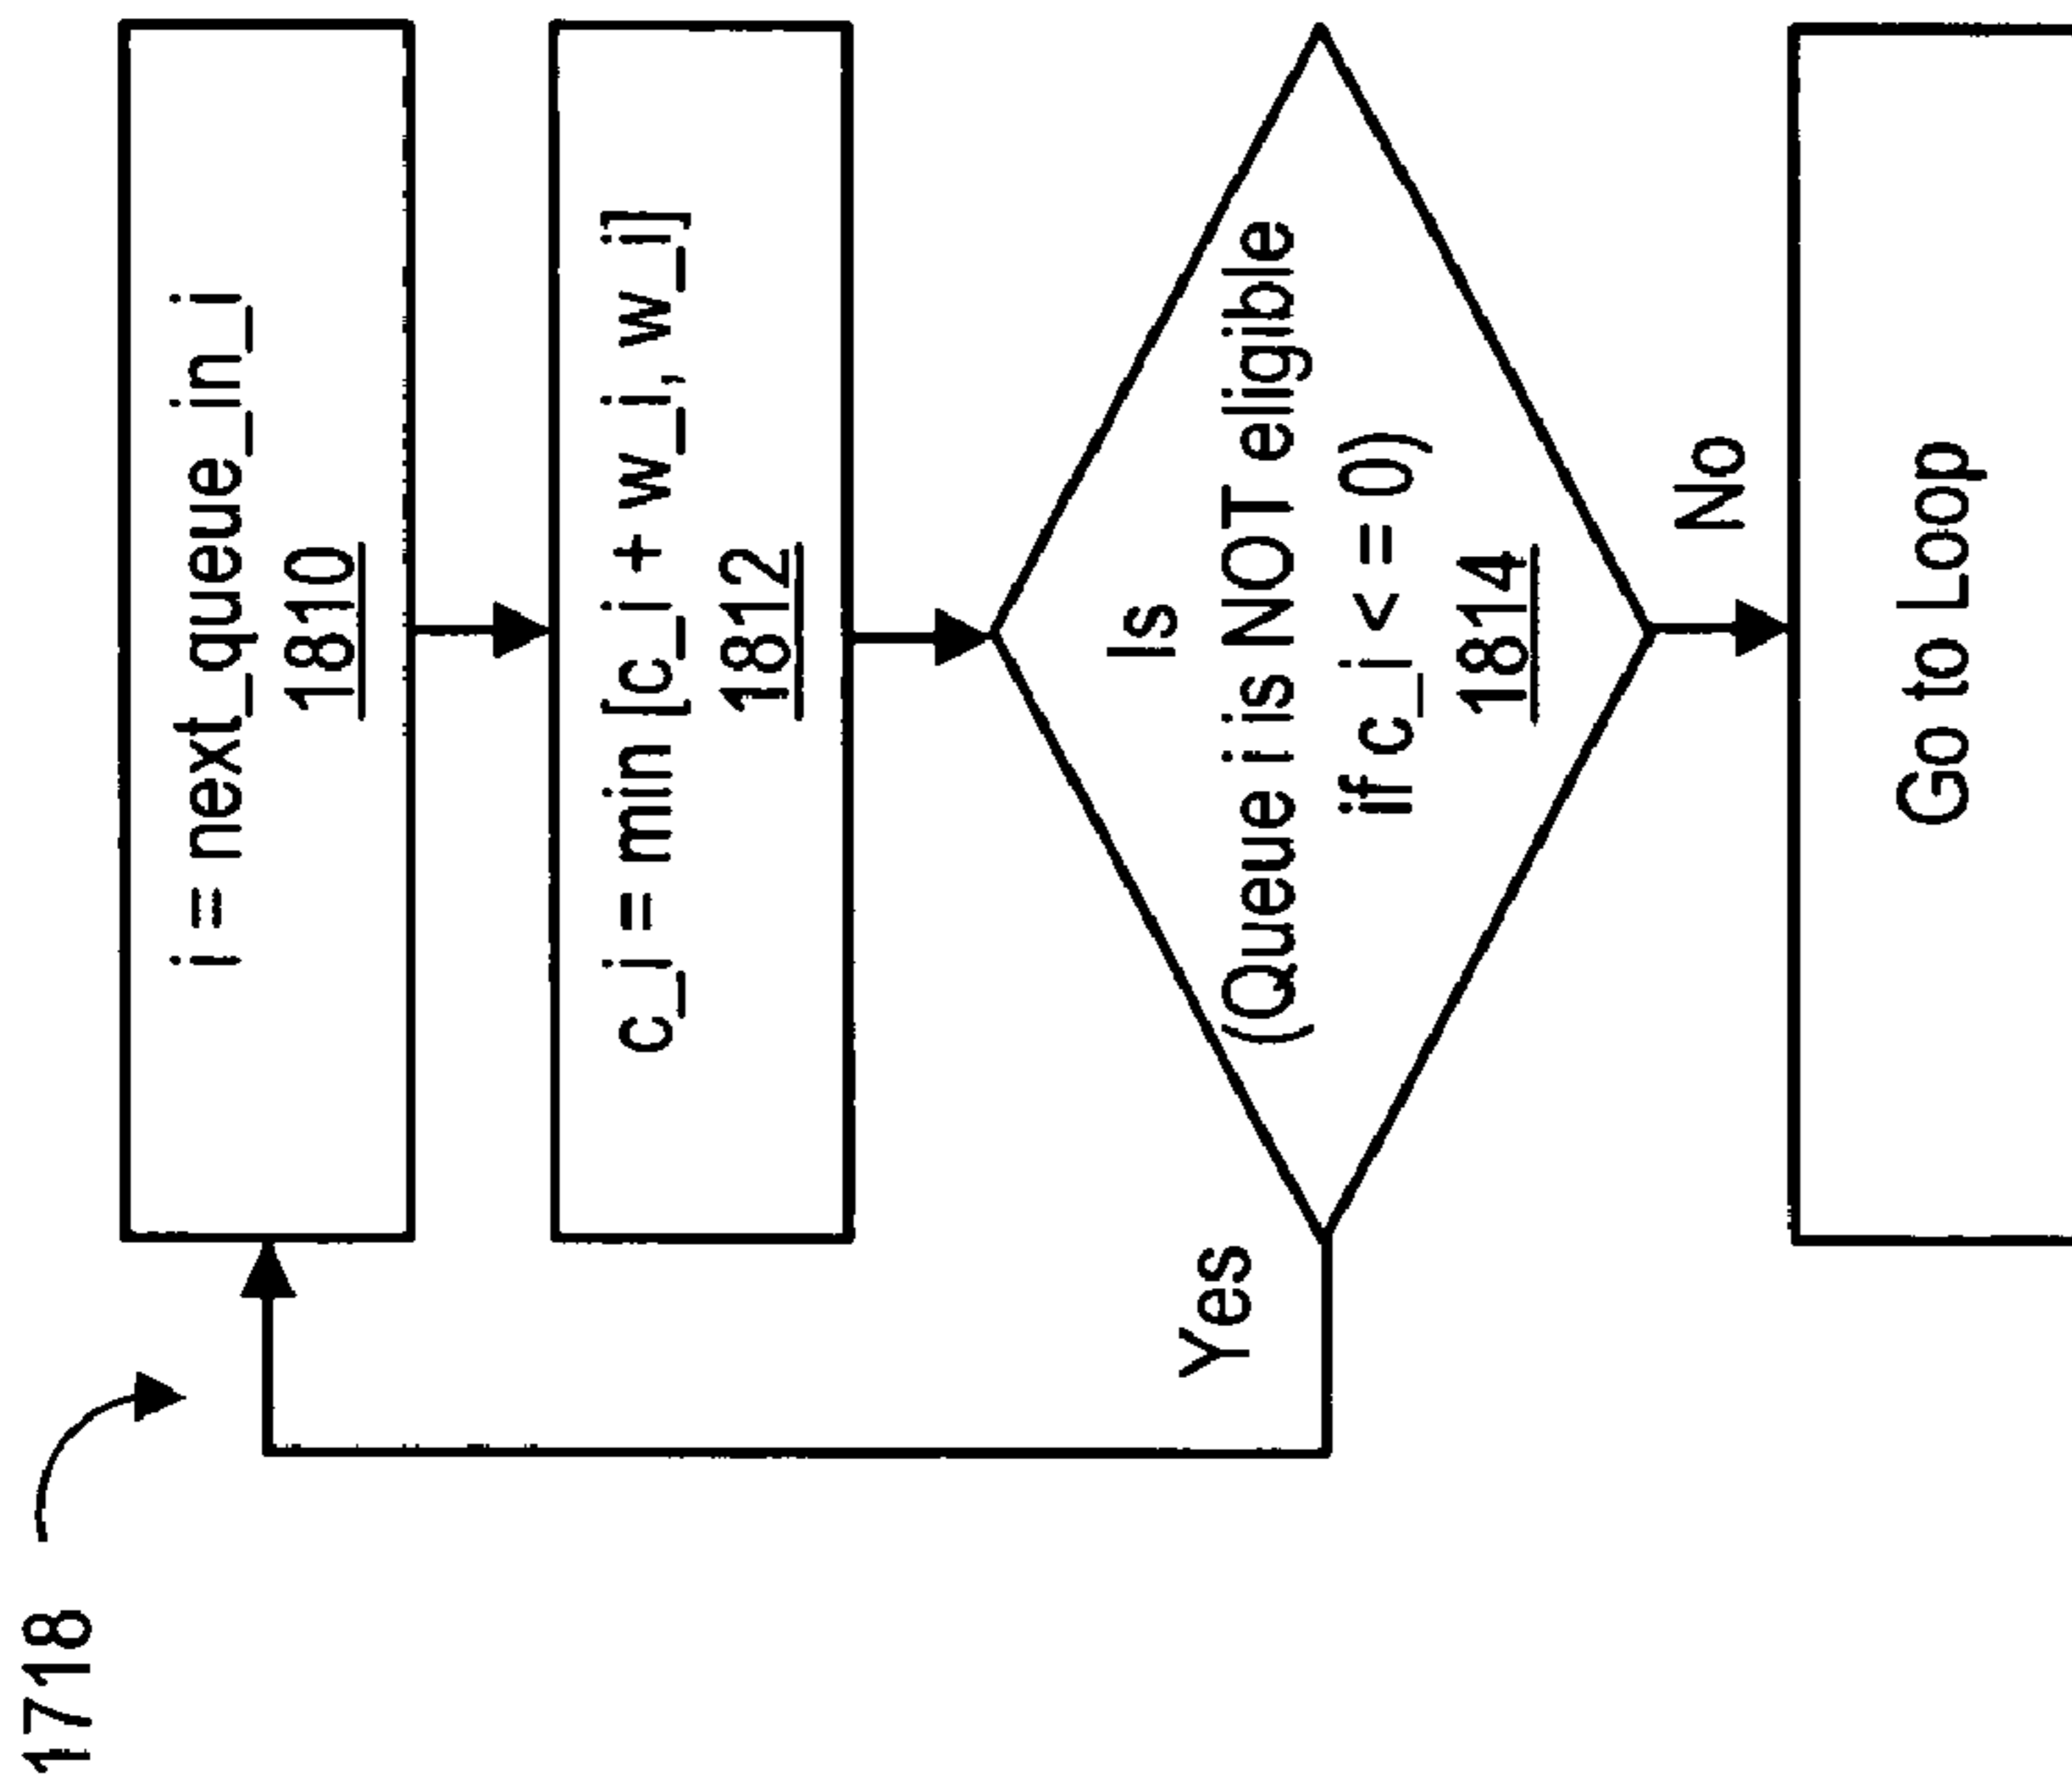 1718
i = next_queue_in_i
1810
c_i = min [c_i + w_i, w_i]
1812
Is
(Queue i is NOT eligible
if c_i < = 0)
1814
Yes
No
Go to Loop